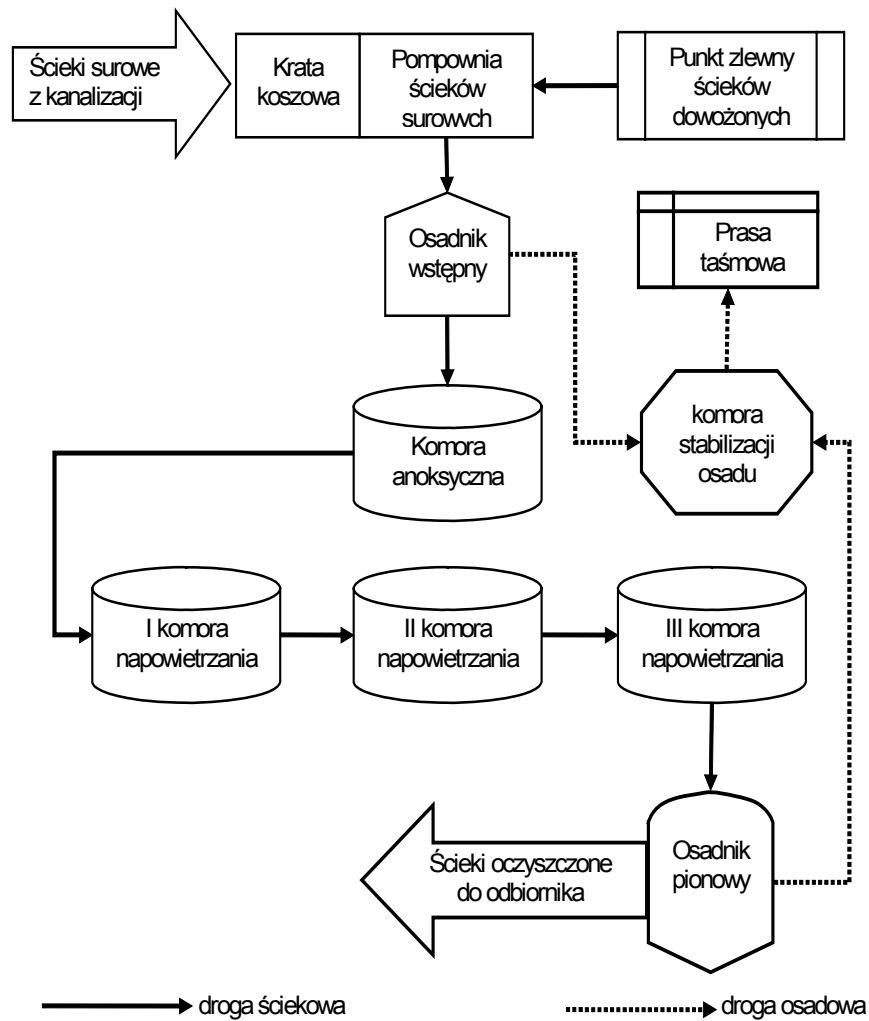 Ścieki surowe
z kanalizacji
Krata
koszowa
Pompownia
ścieków
surowych
Punkt zlewny
ścieków
dowożonych
Osadnik
wstępny
Prasa
taśmowa
komora
stabilizacji
osadu
Komora
anoksyczna
I komora
napowietrzania
II komora
napowietrzania
III komora
napowietrzania
Osadnik
pionowy
Ścieki oczyszczone
do odbiornika
droga ściekowa
droga osadowa